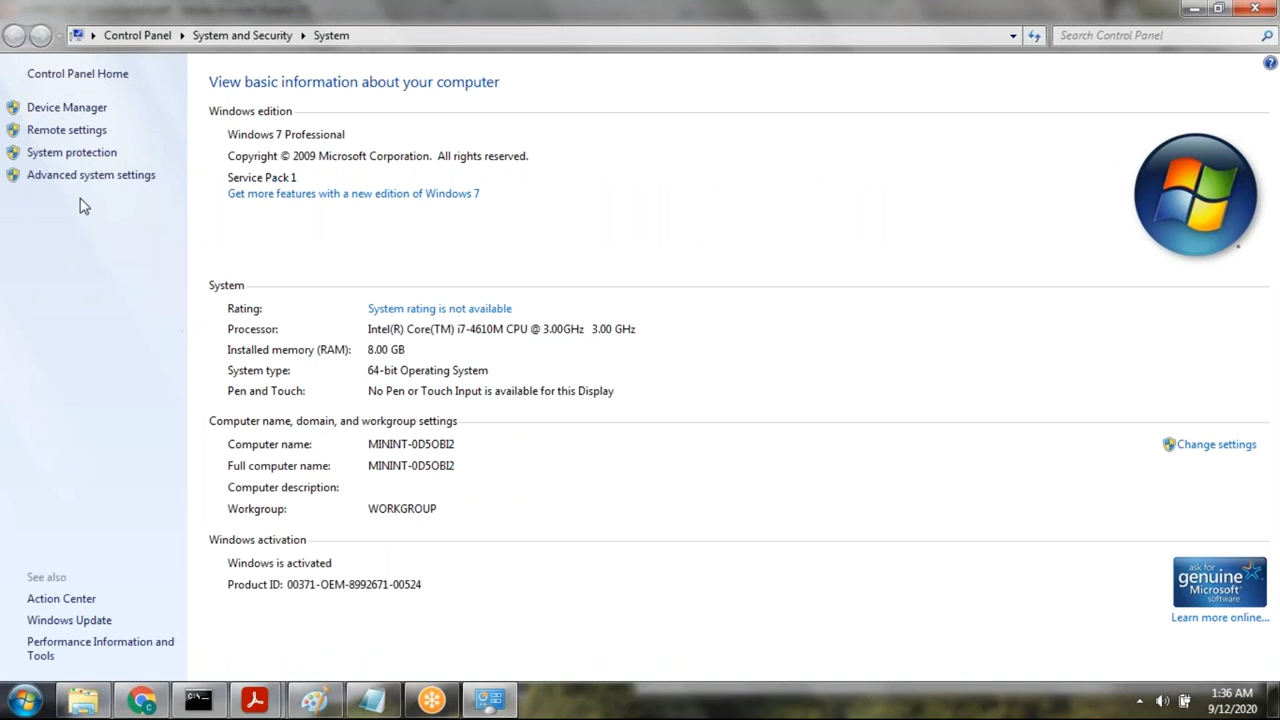 Control Panel
System and Security
System
Search Control Panel
Control Panel Home
Device Manager
Remote settings
System protection
Advanced system settings
View basic information about your computer
Windows edition
Windows 7 Professional
Copyright © 2009 Microsoft Corporation. All rights reserved.
Service Pack 1
Get more features with a new edition of Windows 7
System
Rating: System rating is not available
Processor: Intel(R) Core(TM) i7-4610M CPU @ 3.00GHz 3.00 GHz
Installed memory (RAM): 8.00 GB
System type: 64-bit Operating System
Pen and Touch: No Pen or Touch Input is available for this Display
Computer name, domain, and workgroup settings
Computer name: MININT-0D5OBI2
Change settings
Full computer name: MININT-0D5OBI2
Computer description:
Workgroup: WORKGROUP
Windows activation
Windows is activated
Product ID: 00371-OEM-8992671-00524
ask for
genuine
Microsoft
software
Learn more online...
See also
Action Center
Windows Update
Performance Information and
Tools
C:\_
1:36 AM
9/12/2020